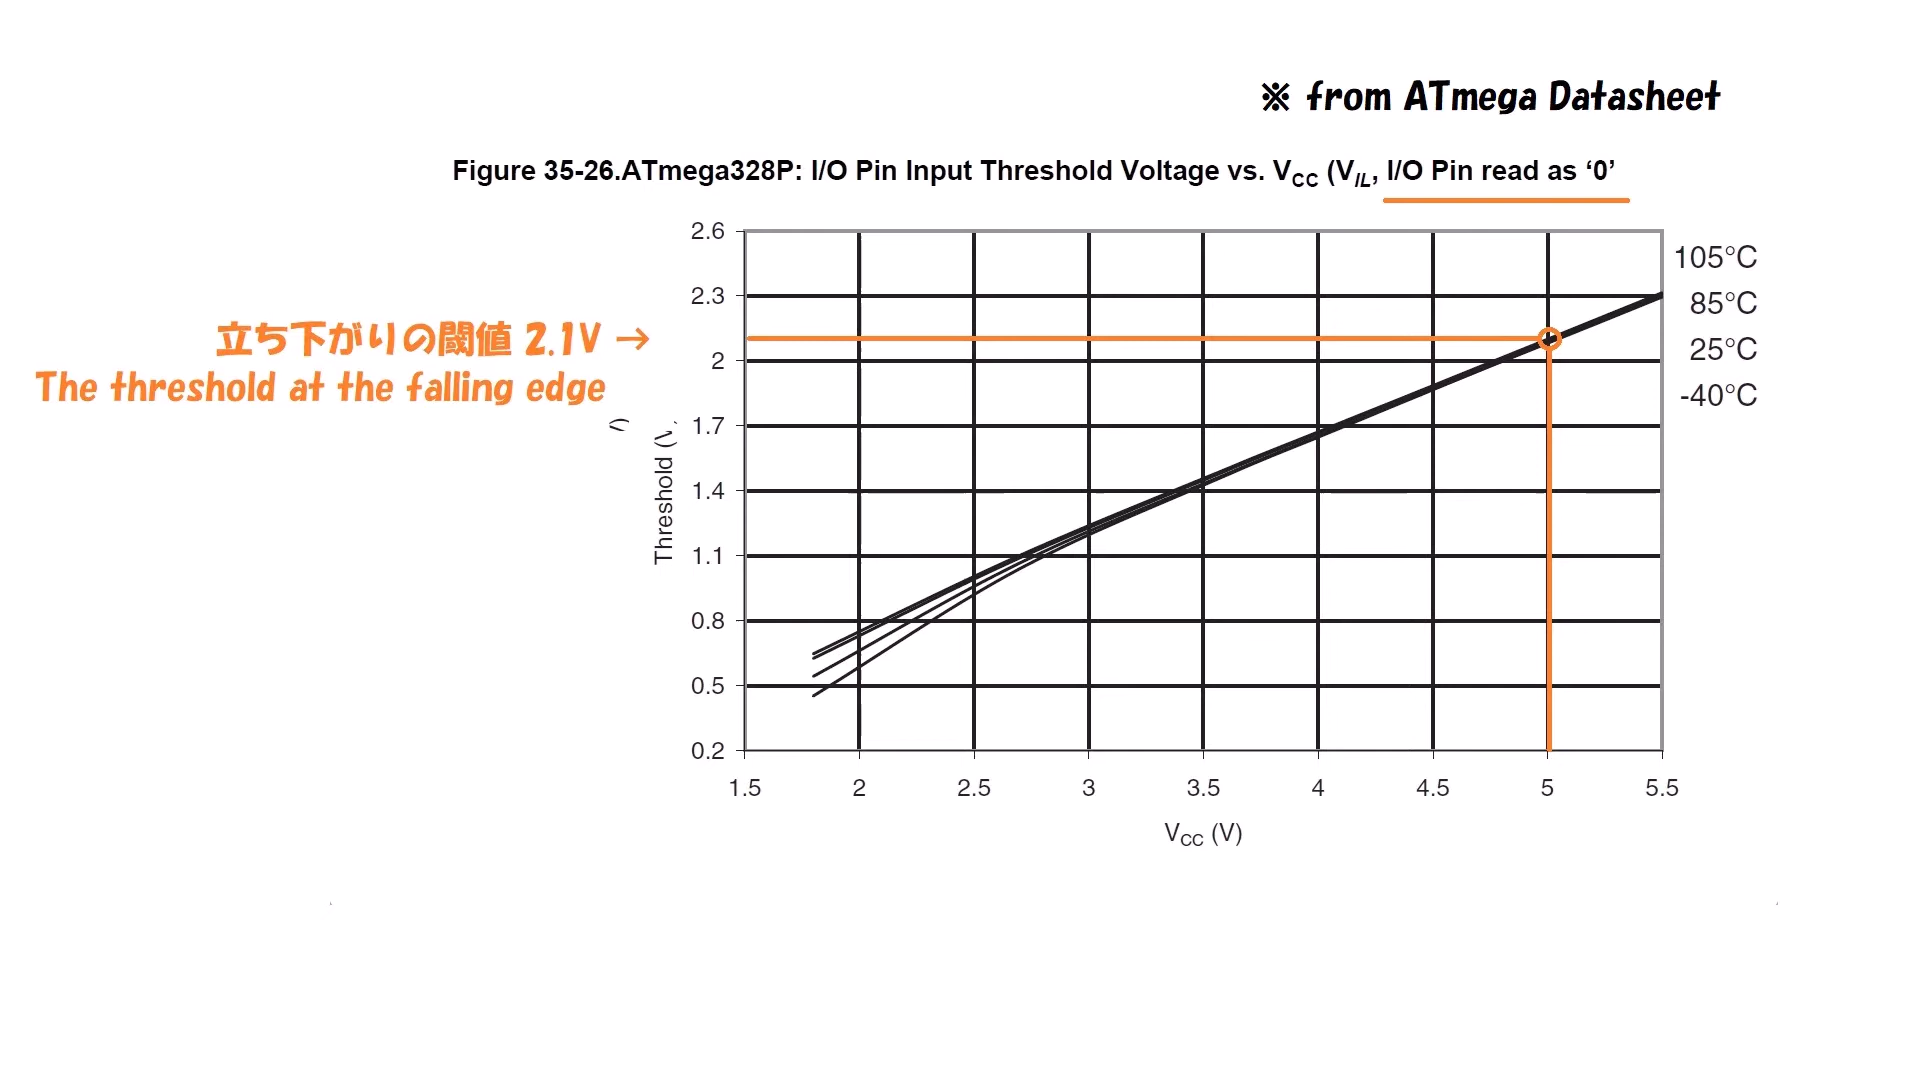 ※ from ATmega Datasheet
Figure 35-26.ATmega328P: I/O Pin Input Threshold Voltage vs. VCC (VIL, I/O Pin read as ‘0’
2.6
2.3
2
1.7
1.4
1.1
0.8
0.5
0.2
105°C
85°C
25°C
-40°C
立ち下がりの閾値 2.1V →
The threshold at the falling edge
Threshold (V
1.5 2 2.5 3 3.5 4 4.5 5 5.5
VCC (V)